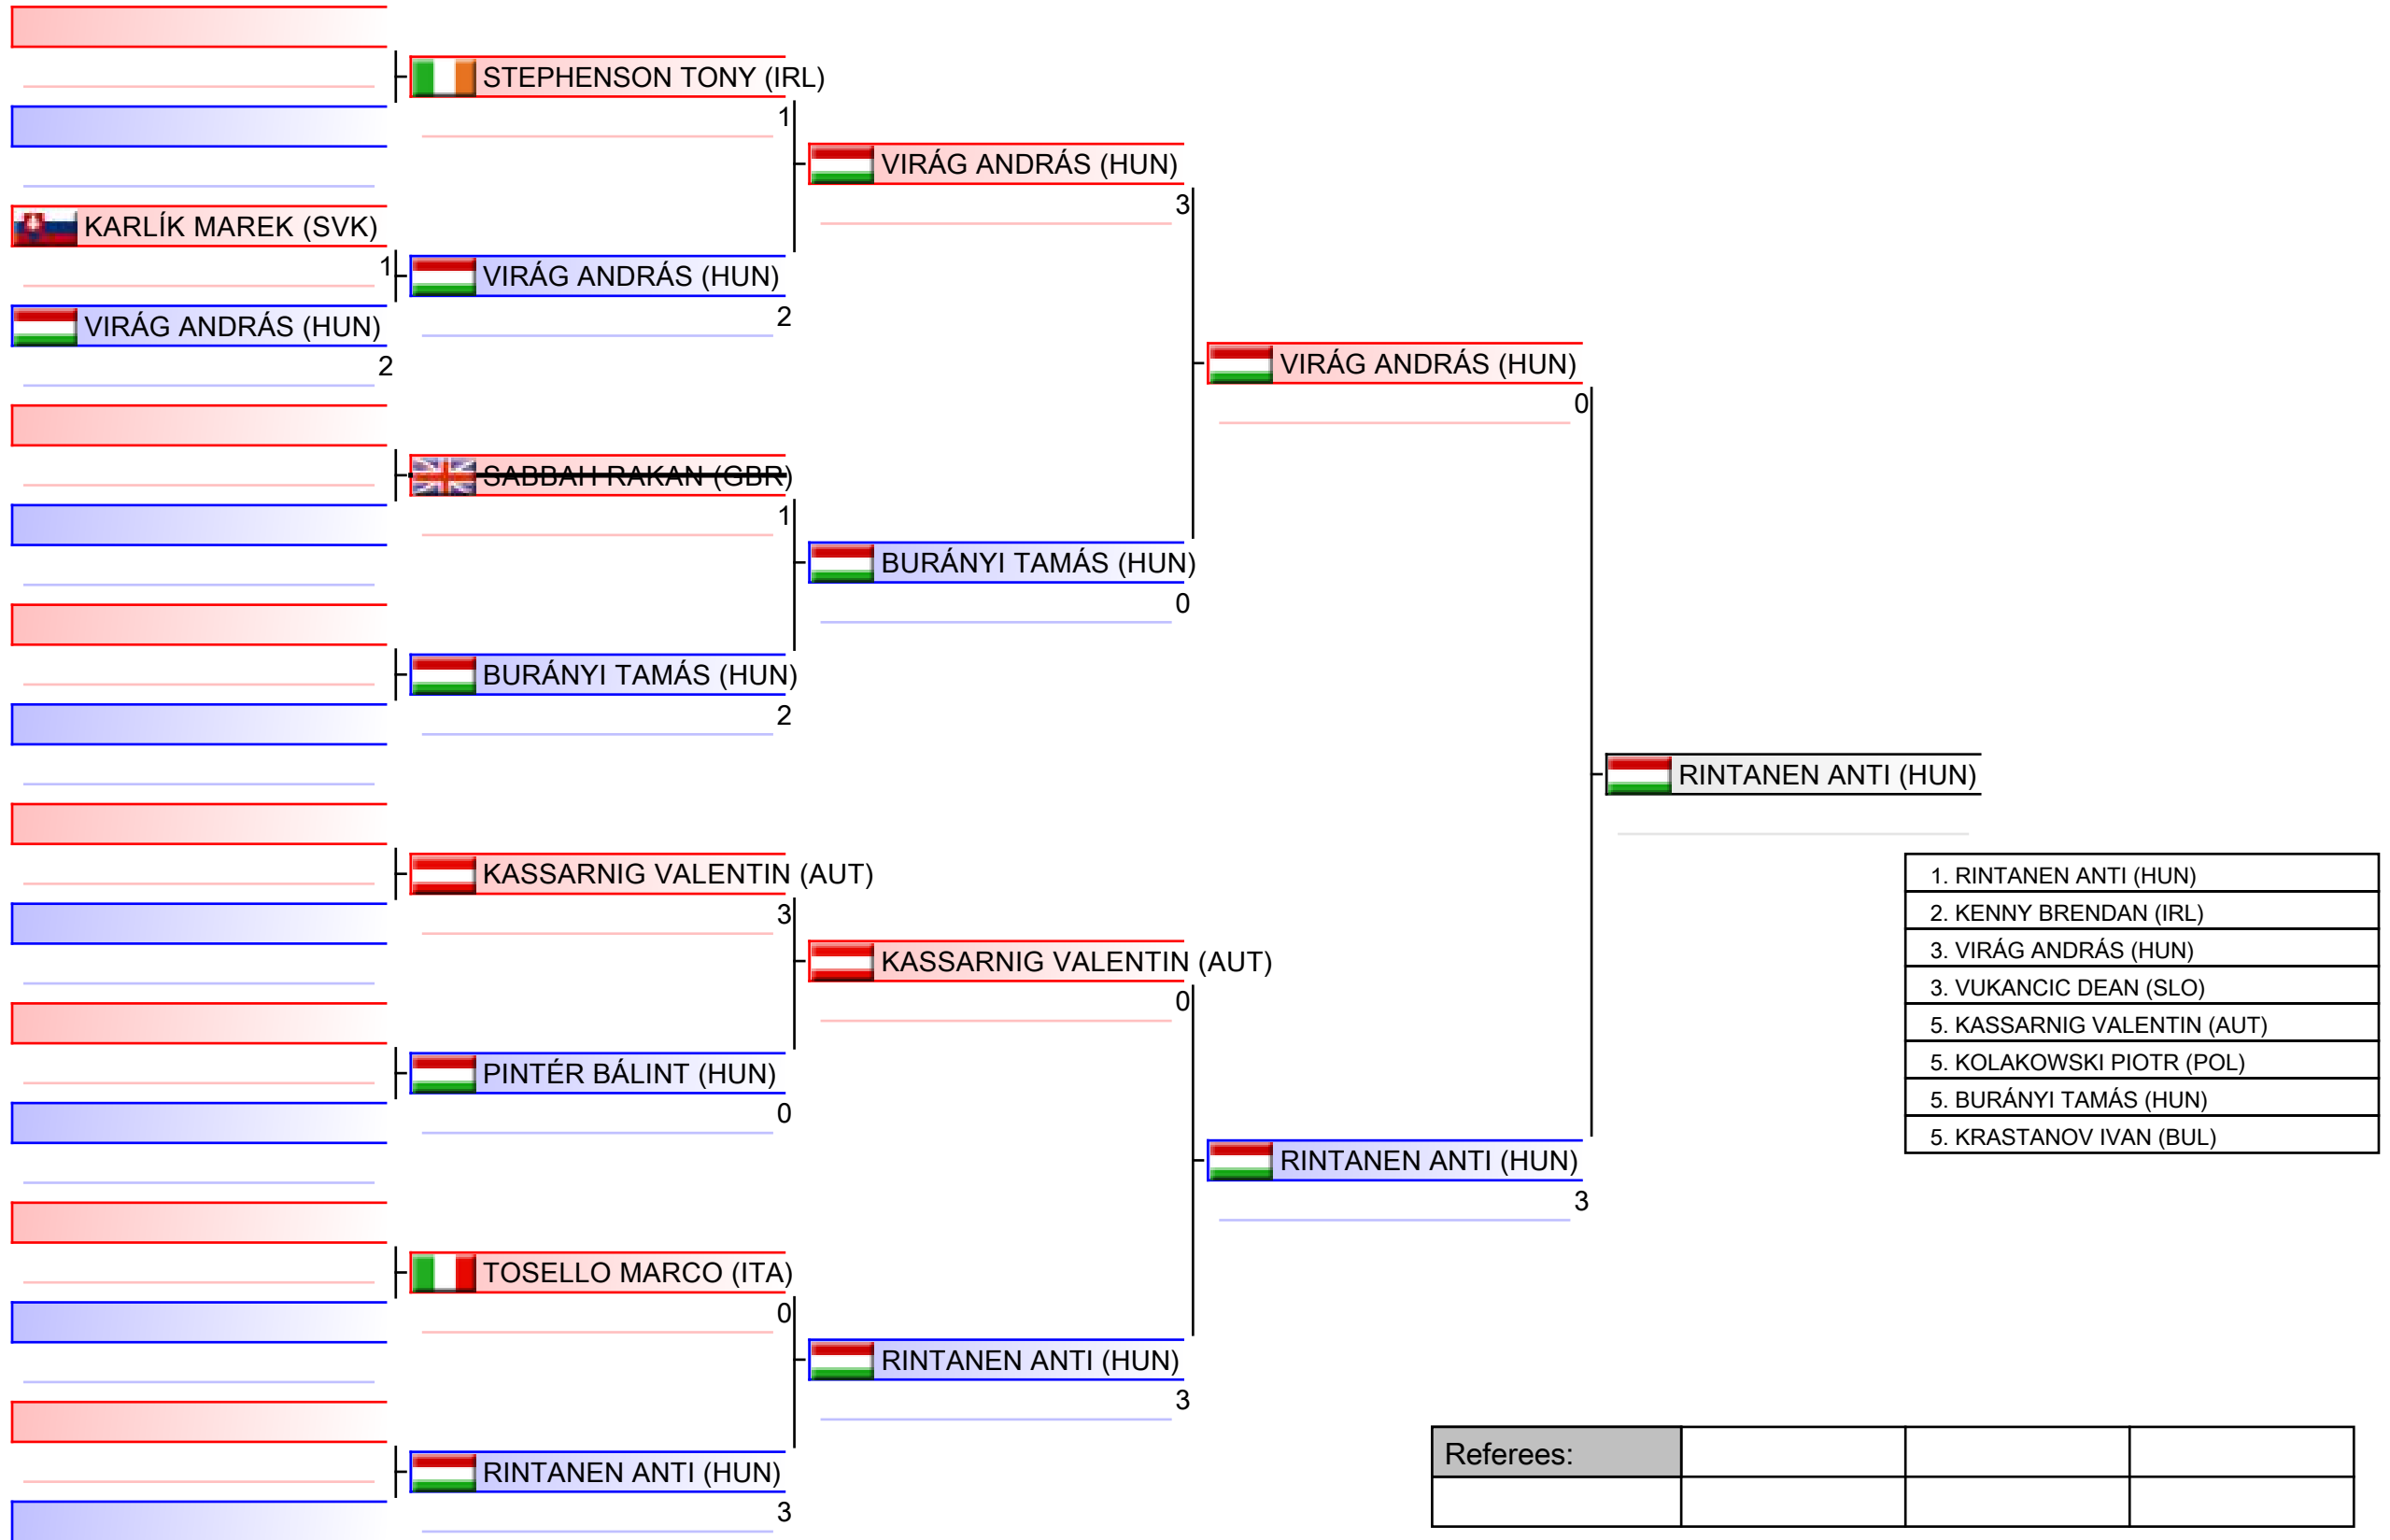 STEPHENSON TONY (IRL)
1
VIRÁG ANDRÁS (HUN)
3
KARLÍK MAREK (SVK)
1
VIRÁG ANDRÁS (HUN)
2
VIRÁG ANDRÁS (HUN)
2
VIRÁG ANDRÁS (HUN)
0
SABBAH RAKAN (GBR)
1
BURÁNYI TAMÁS (HUN)
0
BURÁNYI TAMÁS (HUN)
2
RINTANEN ANTI (HUN)
KASSARNIG VALENTIN (AUT)
3
KASSARNIG VALENTIN (AUT)
0
PINTÉR BÁLINT (HUN)
0
RINTANEN ANTI (HUN)
3
TOSELLO MARCO (ITA)
0
RINTANEN ANTI (HUN)
3
RINTANEN ANTI (HUN)
3
1. RINTANEN ANTI (HUN)
2. KENNY BRENDAN (IRL)
3. VIRÁG ANDRÁS (HUN)
3. VUKANCIC DEAN (SLO)
5. KASSARNIG VALENTIN (AUT)
5. KOLAKOWSKI PIOTR (POL)
5. BURÁNYI TAMÁS (HUN)
5. KRASTANOV IVAN (BUL)
Referees: